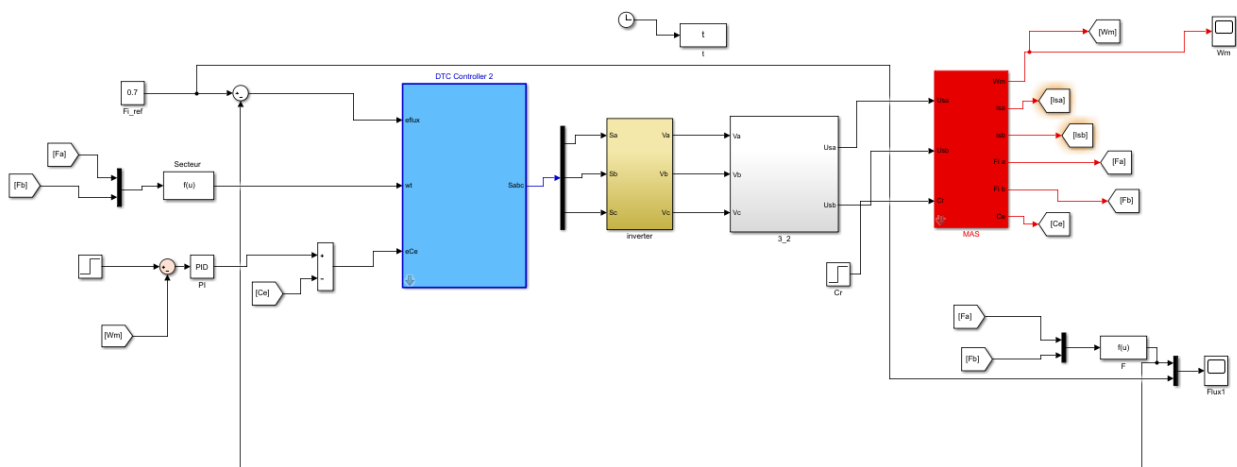 t
t
[Wm]
Wm
DTC Controller 2
0.7
Fi_ref
eflux
wt
eCe
Sabc
[Fa]
[Fb]
Secteur
f(u)
PID
PI
[Ce]
[Wm]
Sa
Sb
Sc
Va
Vb
Vc
inverter
Va
Vb
Vc
Usa
Usb
3_2
Cr
Usa
Usb
Cr
Wm
Isa
Isb
Fi a
Fi b
Ce
MAS
[Isa]
[Isb]
[Fa]
[Fb]
[Ce]
[Fa]
[Fb]
f(u)
F
Flux1